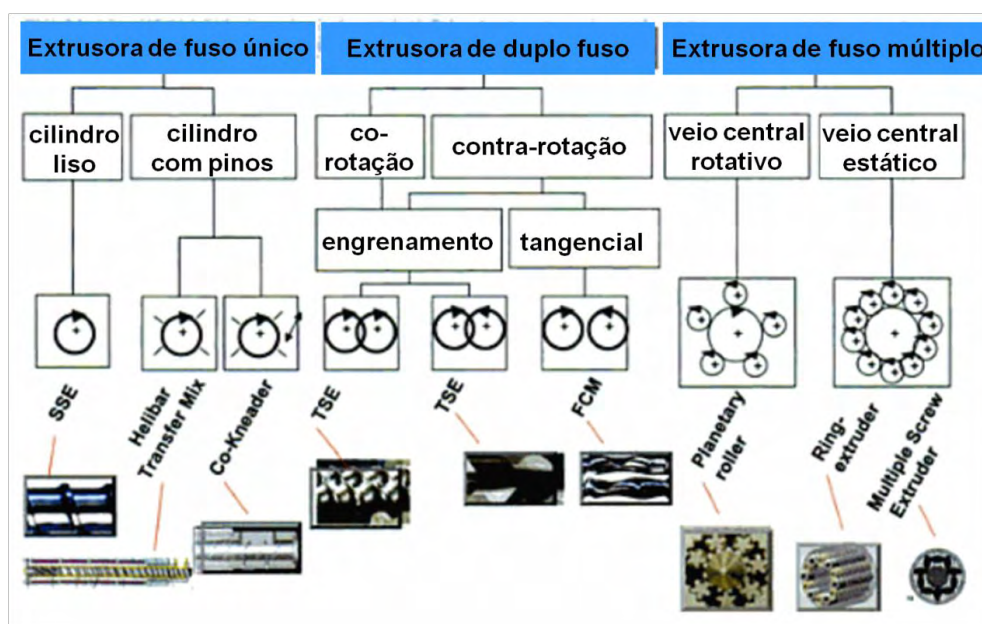 Extrusora de fuso único
Extrusora de duplo fuso
Extrusora de fuso múltiplo
cilindro
liso
cilindro
com pinos
co-
rotação
contra-rotação
veio central
rotativo
veio central
estático
engrenamento
tangencial
SSE
Helibar
Transfer Mix
Co-Kneader
TSE
TSE
FCM
Planetary
roller
Ring-
extruder
Multiple Screw
Extruder